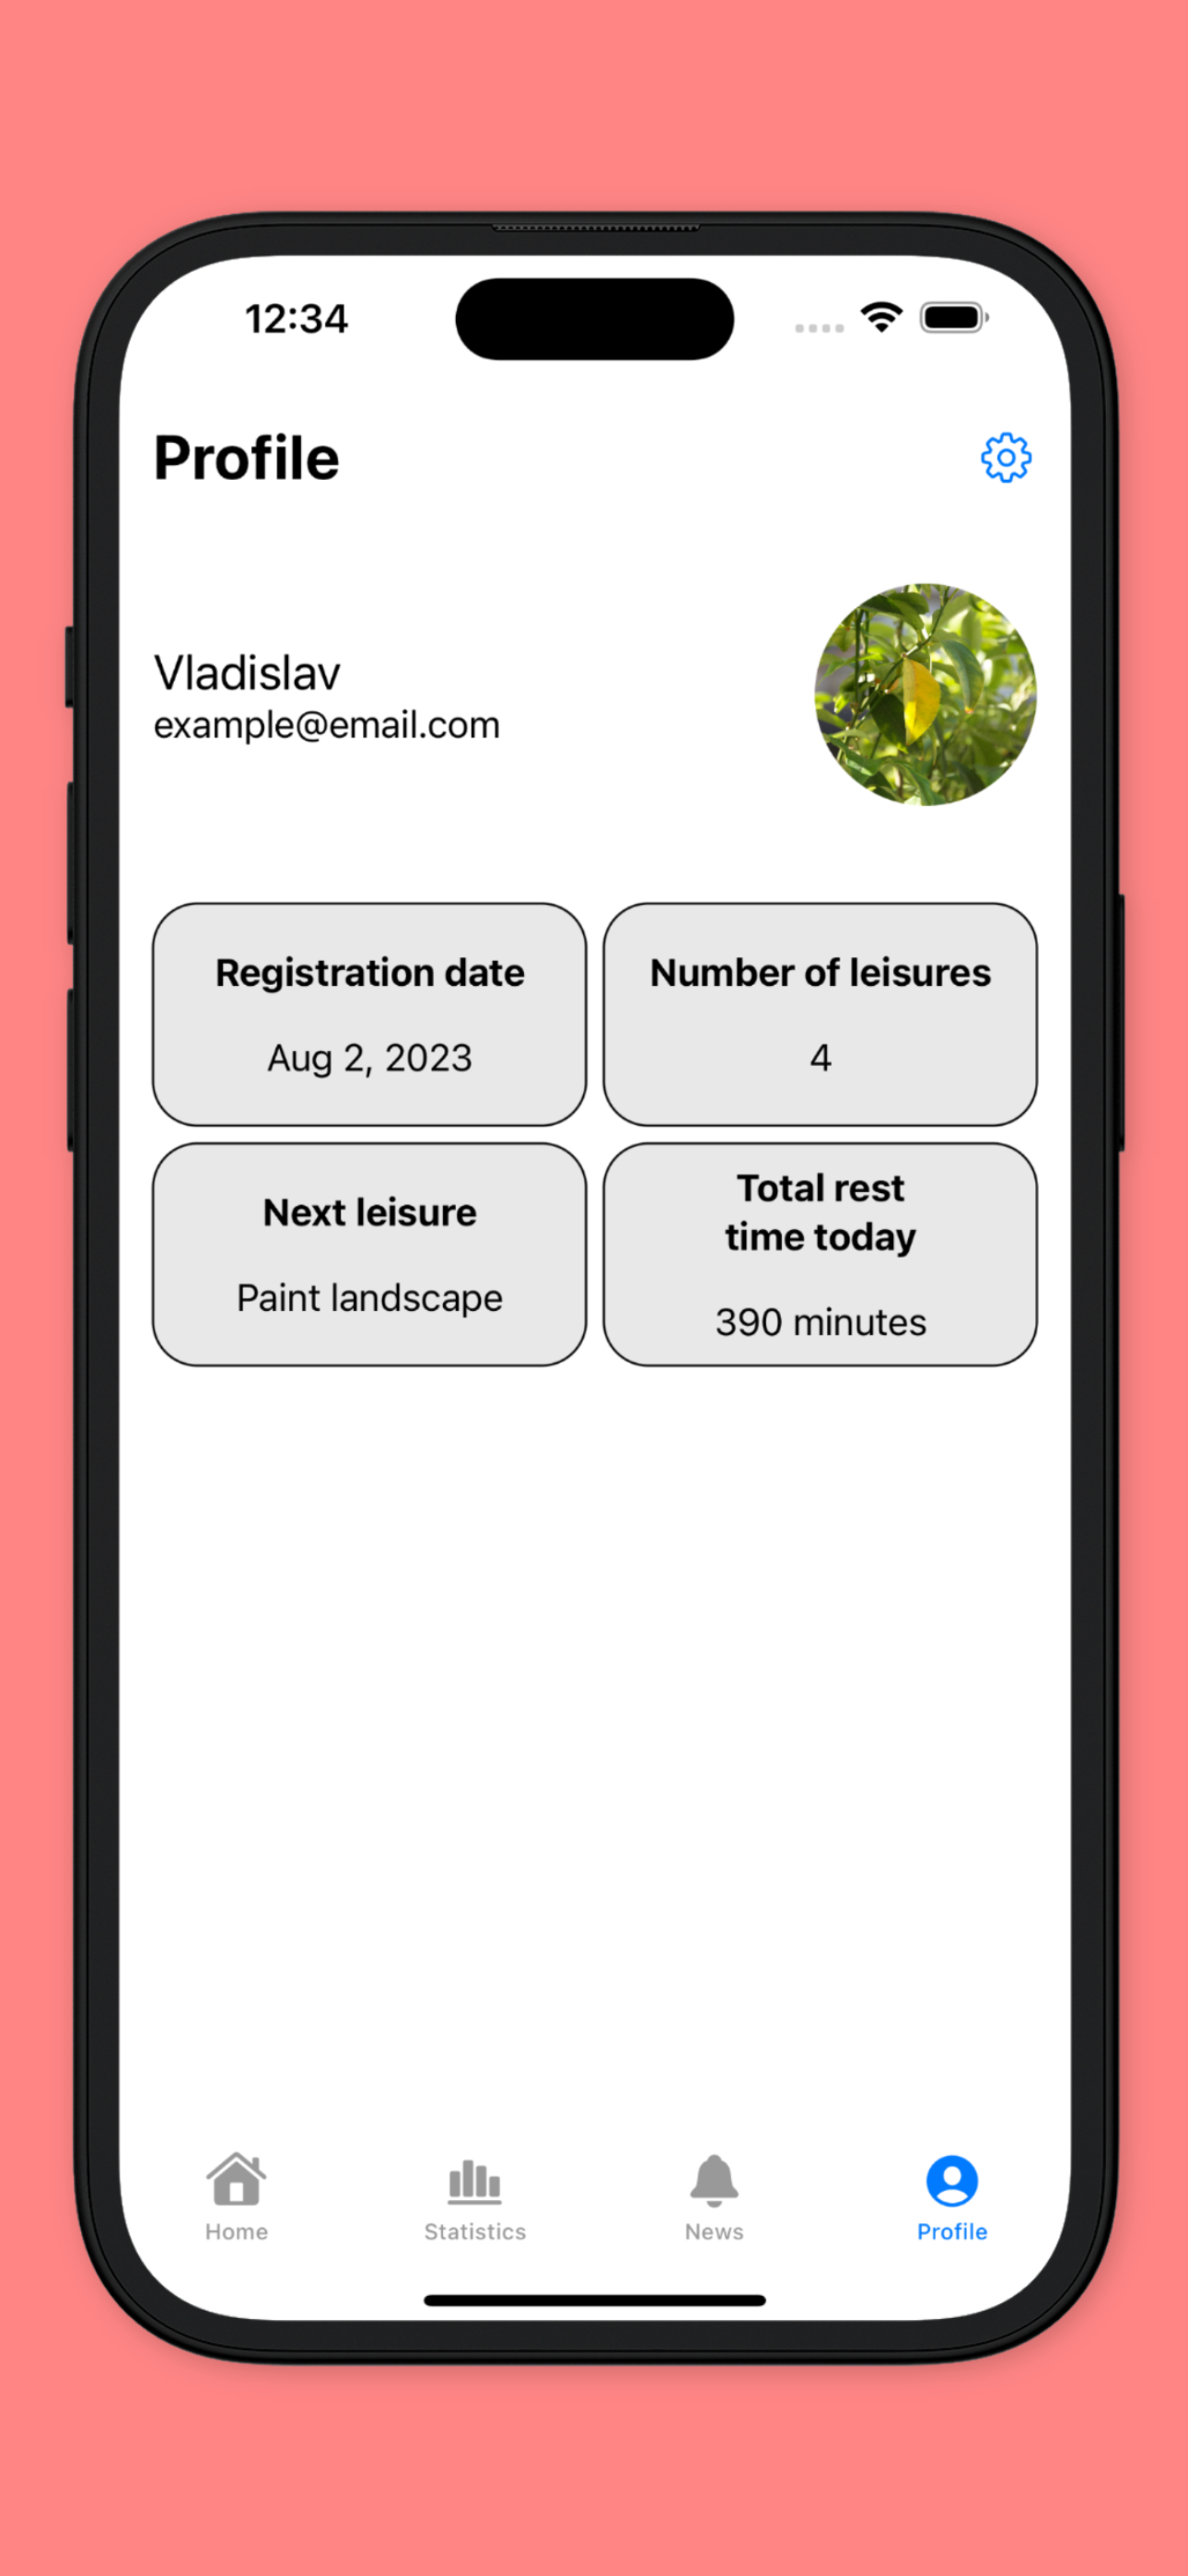 12:34
Profile
Vladislav
example@email.com
Registration date
Aug 2, 2023
Number of leisures
4
Next leisure
Paint landscape
Total rest
time today
390 minutes
Home
Statistics
News
Profile